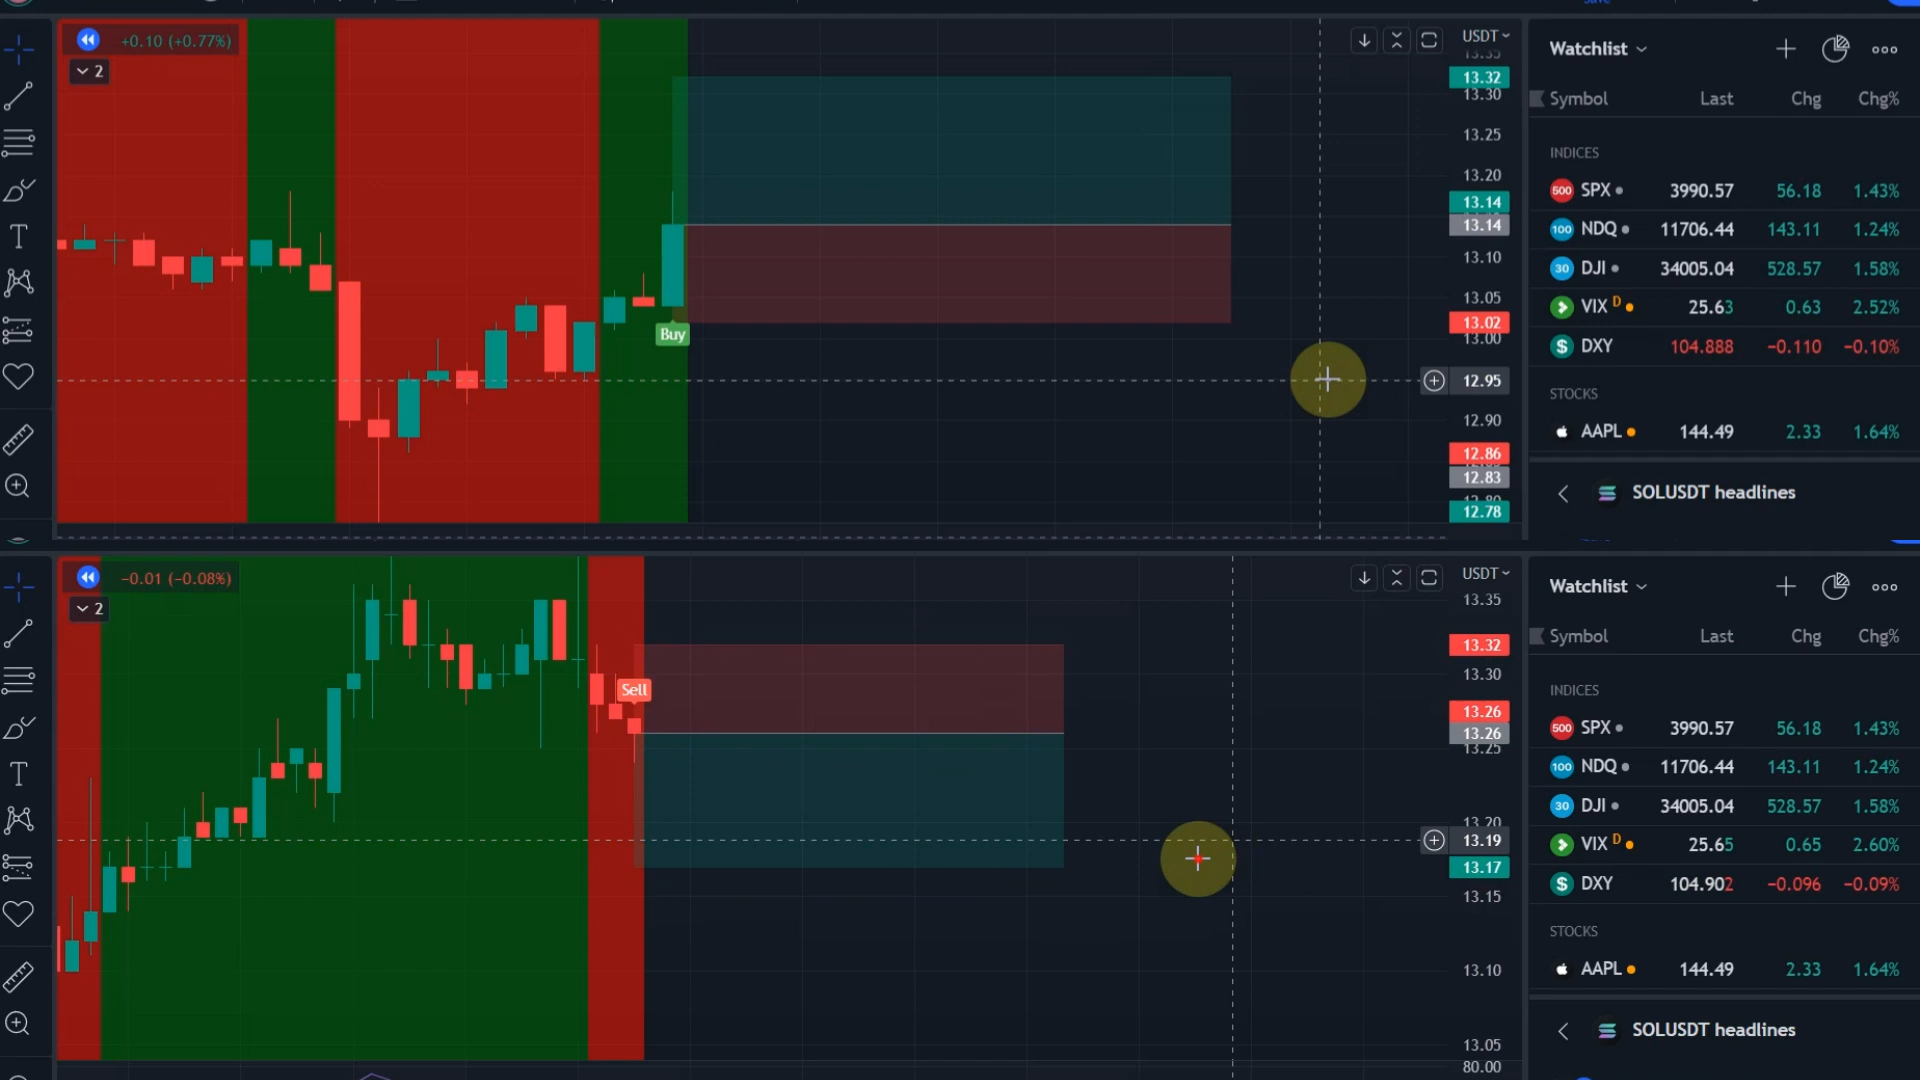 +0.10 (+0.77%)
2
USDT
13.32
13.30
13.25
13.20
13.14
13.14
13.10
13.05
13.02
13.00
12.95
12.90
12.86
12.83
12.78
Buy
Watchlist
Symbol Last Chg Chg%
INDICES
500 SPX 3990.57 56.18 1.43%
100 NDQ 11706.44 143.11 1.24%
30 DJI 34005.04 528.57 1.58%
VIX D 25.63 0.63 2.52%
$ DXY 104.888 −0.110 −0.10%
STOCKS
AAPL 144.49 2.33 1.64%
SOLUSDT headlines
−0.01 (−0.08%)
2
USDT
13.35
13.32
13.30
13.26
13.26
13.25
13.20
13.19
13.17
13.15
13.10
13.05
80.00
Sell
Watchlist
Symbol Last Chg Chg%
INDICES
500 SPX 3990.57 56.18 1.43%
100 NDQ 11706.44 143.11 1.24%
30 DJI 34005.04 528.57 1.58%
VIX D 25.65 0.65 2.60%
$ DXY 104.902 −0.096 −0.09%
STOCKS
AAPL 144.49 2.33 1.64%
SOLUSDT headlines